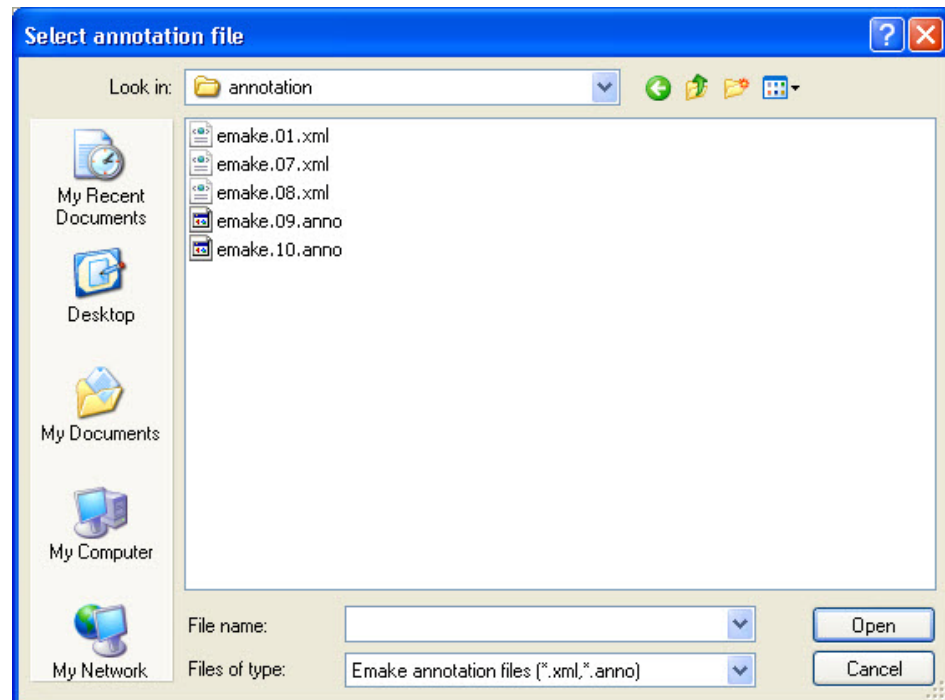 Select annotation file
Look in: annotation
My Recent
Documents
Desktop
My Documents
My Computer
My Network
emake.01.xml
emake.07.xml
emake.08.xml
emake.09.anno
emake.10.anno
File name: Open
Files of type: Emake annotation files (*.xml,*.anno) Cancel